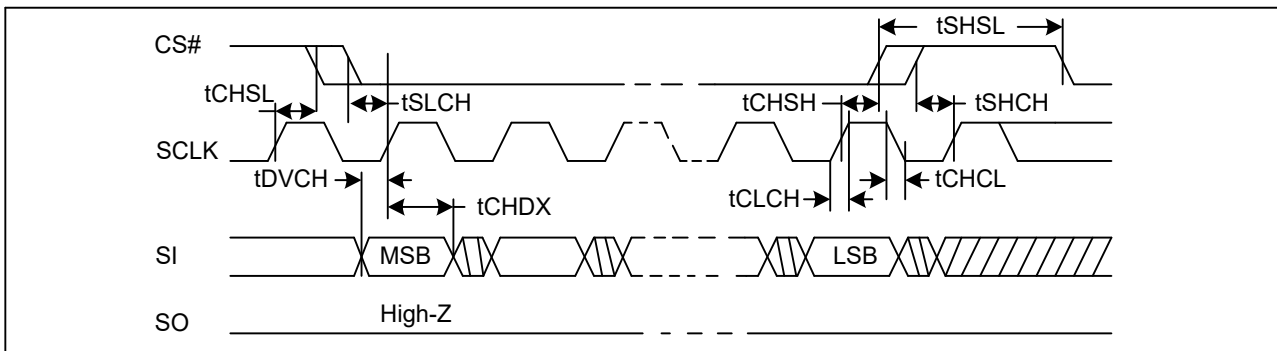 tSHSL
CS#
tCHSL
tSLCH
tCHSH
tSHCH
SCLK
tDVCH
tCHDX
tCLCH
tCHCL
SI
MSB
LSB
High-Z
SO